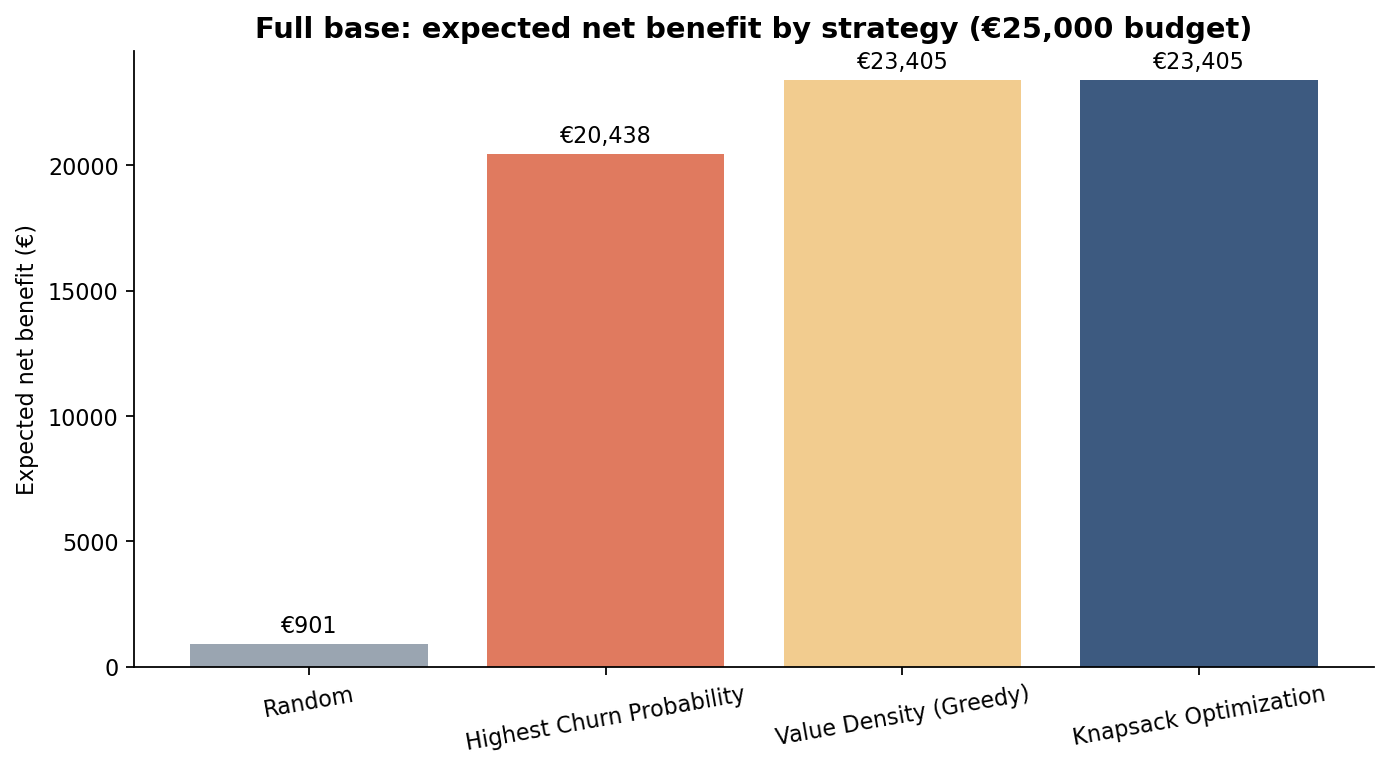 Full base: expected net benefit by strategy (€25,000 budget)
€23,405
€23,405
€20,438
€901
Expected net benefit (€)
20000
15000
10000
5000
0
Random
Highest Churn Probability
Value Density (Greedy)
Knapsack Optimization